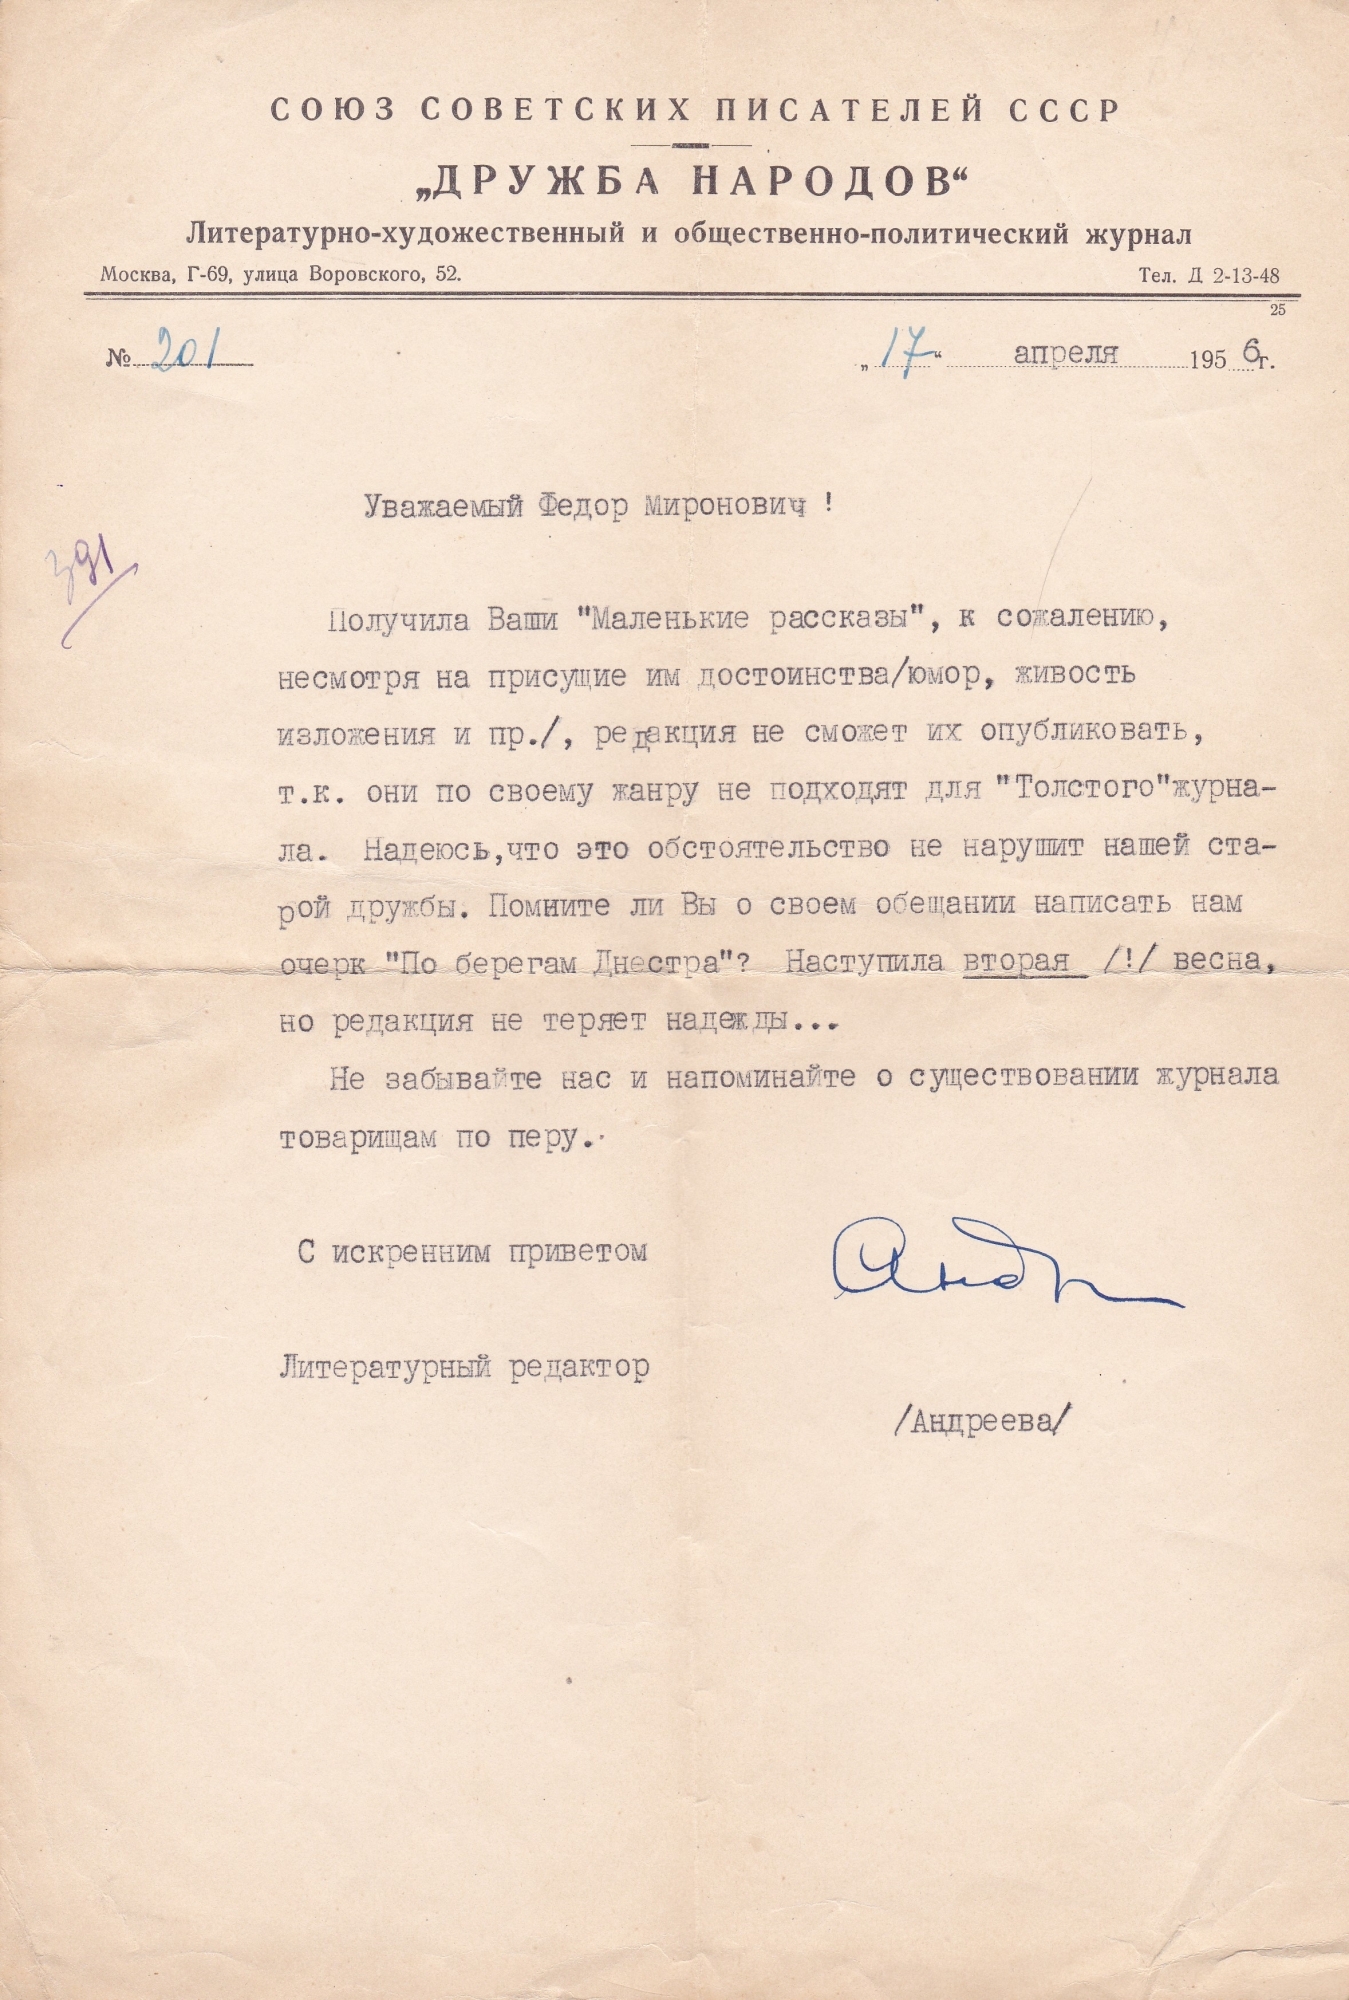 СОЮЗ СОВЕТСКИХ ПИСАТЕЛЕЙ СССР
„ДРУЖБА НАРОДОВ“
Литературно-художественный и общественно-политический журнал
Москва, Г-69, улица Воровского, 52. Тел. Д 2-13-48
25
№ 201 „17“ апреля 1956г.
Уважаемый Федор Миронович !
391
Получила Ваши "Маленькие рассказы", к сожалению,
несмотря на присущие им достоинства/юмор, живость
изложения и пр./, редакция не сможет их опубликовать,
т.к. они по своему жанру не подходят для "Толстого"журна-
ла. Надеюсь,что это обстоятельство не нарушит нашей ста-
рой дружбы. Помните ли Вы о своем обещании написать нам
очерк "По берегам Днестра"? Наступила вторая /!/ весна,
но редакция не теряет надежды...
Не забывайте нас и напоминайте о существовании журнала
товарищам по перу.
С искренним приветом Андр
Литературный редактор
/Андреева/